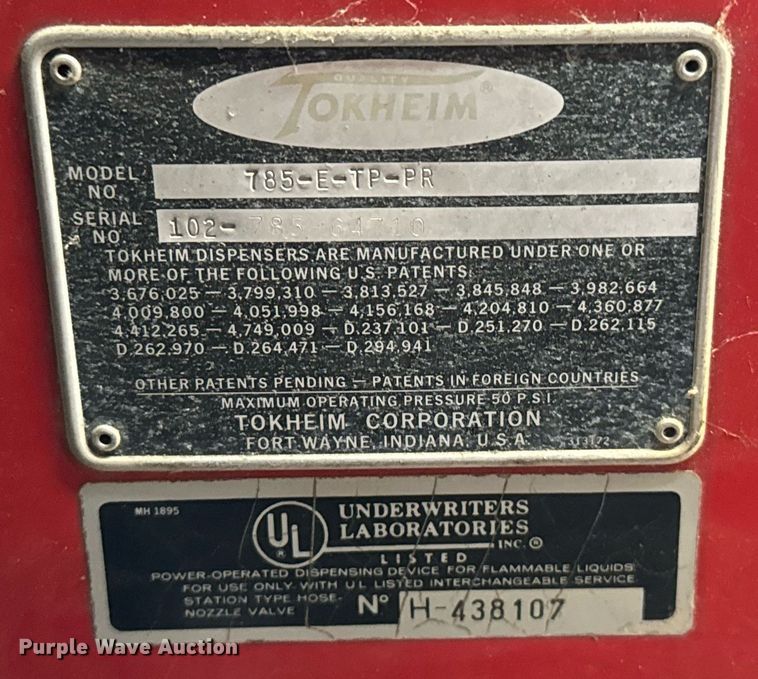 QUALITY
TOKHEIM®
MODEL NO. 785-E-TP-PR
SERIAL NO. 102-785-64710
TOKHEIM DISPENSERS ARE MANUFACTURED UNDER ONE OR
MORE OF THE FOLLOWING U.S. PATENTS:
3,676,025 — 3,799,310 — 3,813,527 — 3,845,848 — 3,982,664
4,009,800 — 4,051,998 — 4,156,168 — 4,204,810 — 4,360,877
4,412,265 — 4,749,009 — D.237,101 — D.251,270 — D.262,115
D.262,970 — D.264,471 — D.294,941
OTHER PATENTS PENDING — PATENTS IN FOREIGN COUNTRIES
MAXIMUM OPERATING PRESSURE 50 P.S.I.
TOKHEIM CORPORATION
FORT WAYNE, INDIANA, U.S.A.
MH 1895
UL®
UNDERWRITERS
LABORATORIES
INC.®
LISTED
POWER-OPERATED DISPENSING DEVICE FOR FLAMMABLE LIQUIDS
FOR USE ONLY WITH UL LISTED INTERCHANGEABLE SERVICE
STATION TYPE HOSE-
NOZZLE VALVE
Nº H-438107
Purple Wave Auction